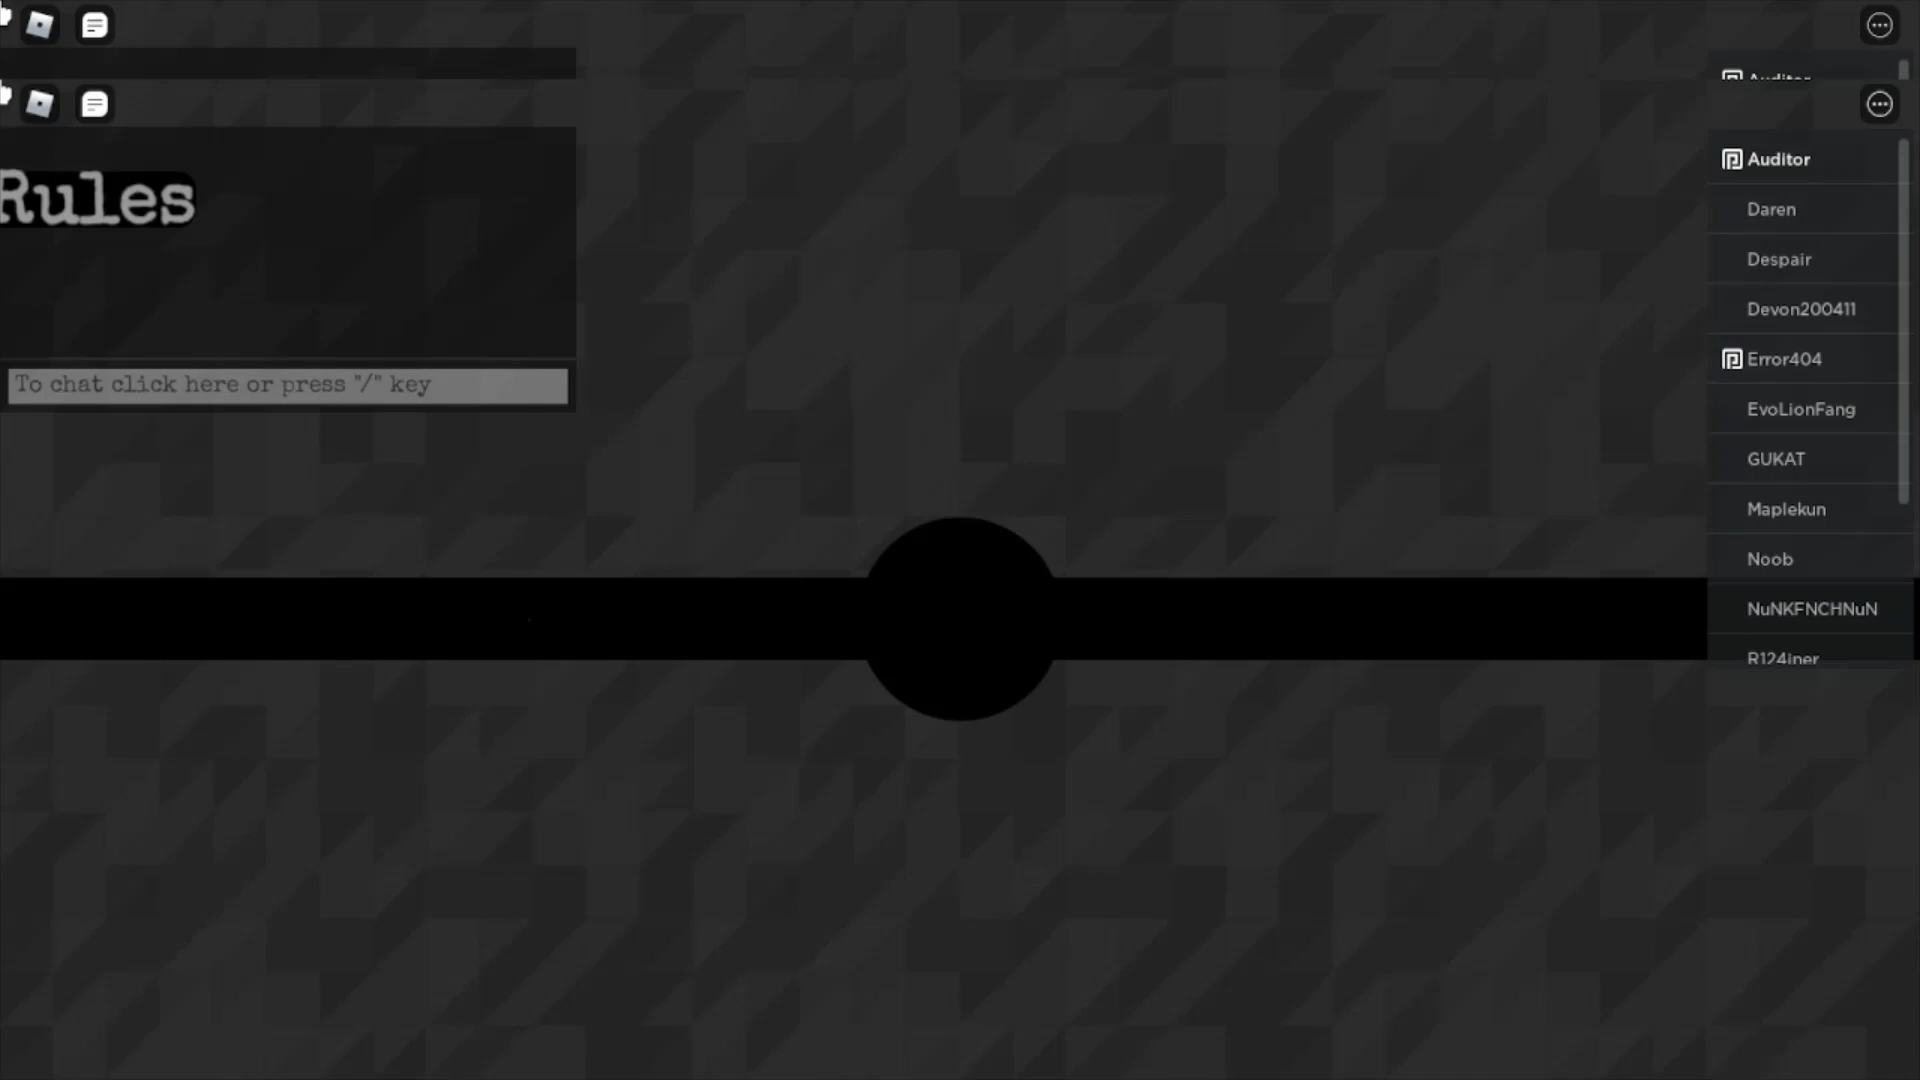 Auditor
Rules
To chat click here or press "/" key
Auditor
Daren
Despair
Devon200411
Error404
EvoLionFang
GUKAT
Maplekun
Noob
NuNKFNCHNuN
R124iner